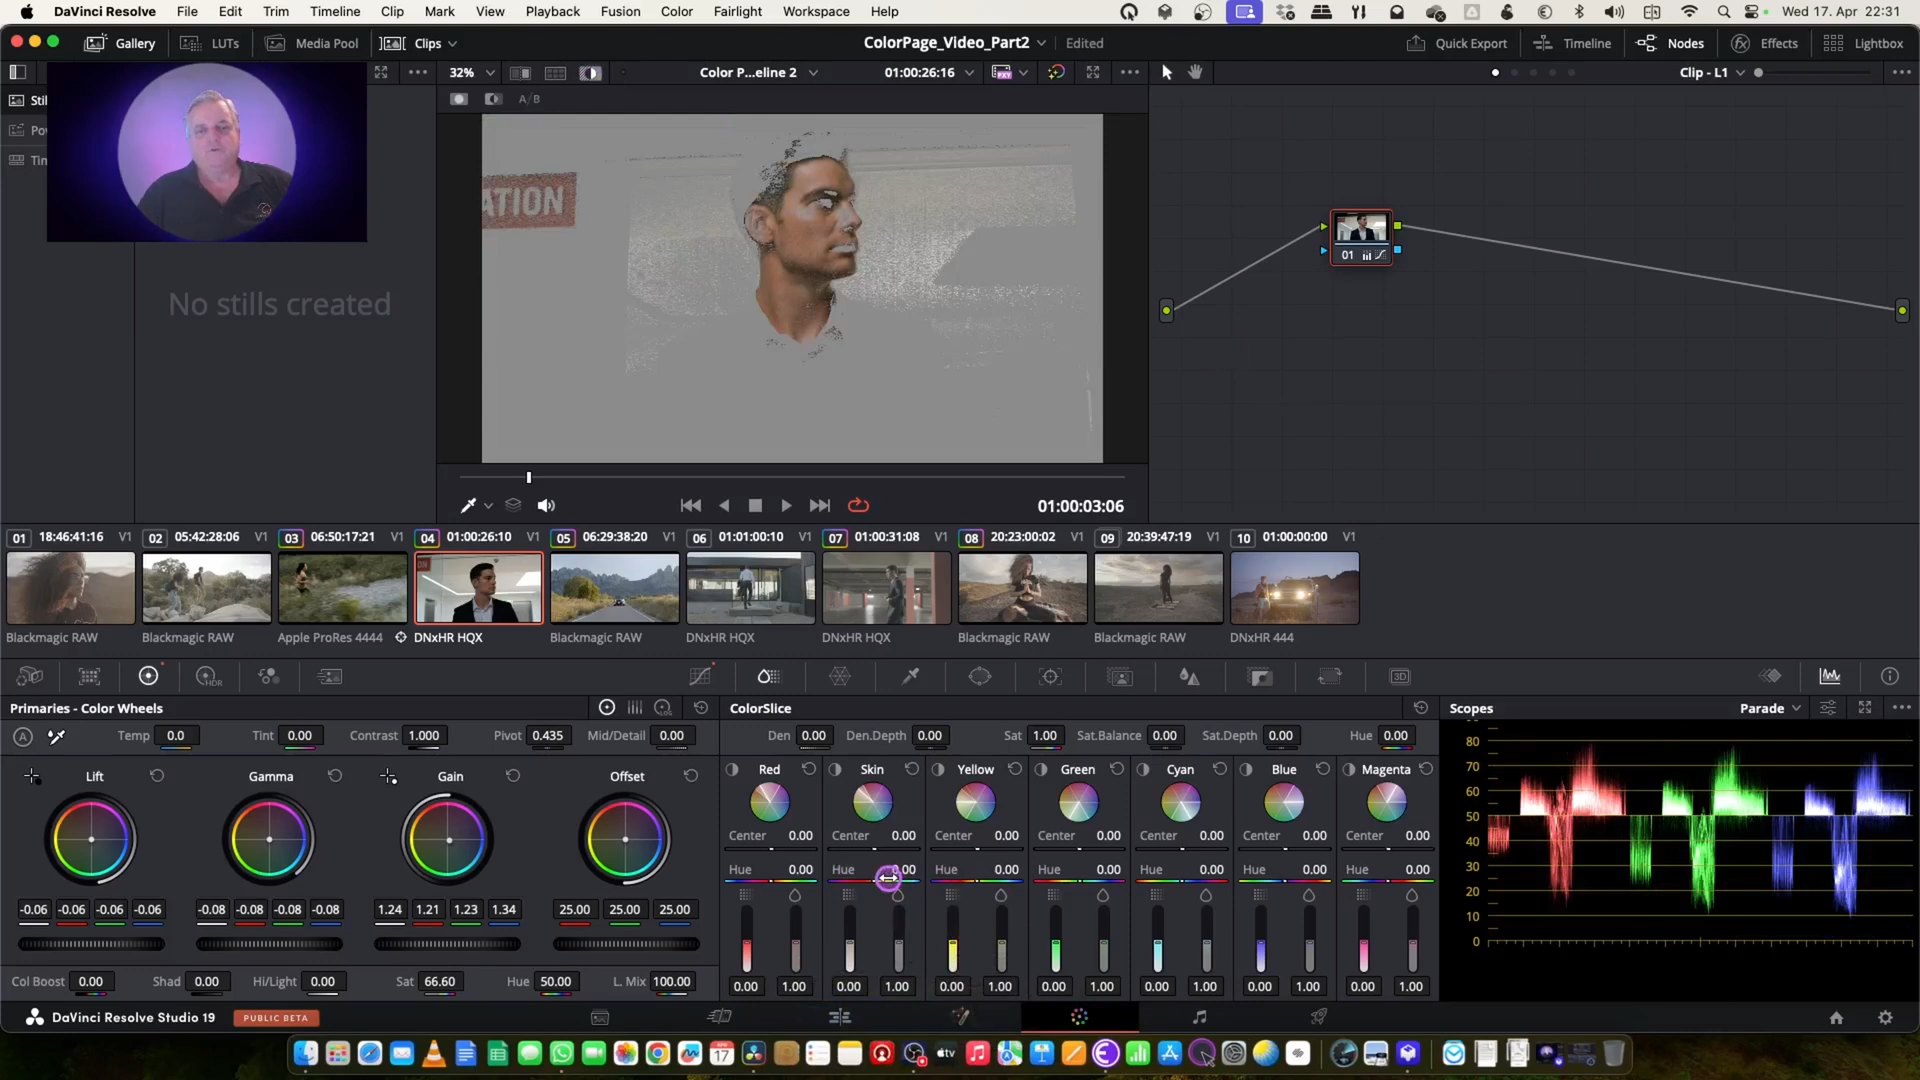 DaVinci Resolve File Edit Trim Timeline Clip Mark View Playback Fusion Color Fairlight Workspace Help Wed 17. Apr 22:31
Gallery LUTs Media Pool Clips ColorPage_Video_Part2 Edited Quick Export Timeline Nodes Effects Lightbox
32% Color P...eline 2 01:00:26:16 Clip - L1
Stil
Po
Tin
A/B
ATION
No stills created
01
01:00:03:06
01 18:46:41:16 V1 02 05:42:28:06 V1 03 06:50:17:21 V1 04 01:00:26:10 V1 05 06:29:38:20 V1 06 01:01:00:10 V1 07 01:00:31:08 V1 08 20:23:00:02 V1 09 20:39:47:19 V1 10 01:00:00:00 V1
Blackmagic RAW Blackmagic RAW Apple ProRes 4444 DNxHR HQX Blackmagic RAW DNxHR HQX DNxHR HQX Blackmagic RAW Blackmagic RAW DNxHR 444
HDR 3D
Primaries - Color Wheels LOG ColorSlice Scopes Parade
A Temp 0.0 Tint 0.00 Contrast 1.000 Pivot 0.435 Mid/Detail 0.00 Den 0.00 Den.Depth 0.00 Sat 1.00 Sat.Balance 0.00 Sat.Depth 0.00 Hue 0.00
Lift Gamma Gain Offset Red Skin Yellow Green Cyan Blue Magenta
Center 0.00 Center 0.00 Center 0.00 Center 0.00 Center 0.00 Center 0.00 Center 0.00
Hue 0.00 Hue 0.00 Hue 0.00 Hue 0.00 Hue 0.00 Hue 0.00 Hue 0.00
-0.06 -0.06 -0.06 -0.06 -0.08 -0.08 -0.08 -0.08 1.24 1.21 1.23 1.34 25.00 25.00 25.00
Col Boost 0.00 Shad 0.00 Hi/Light 0.00 Sat 66.60 Hue 50.00 L. Mix 100.00 0.00 1.00 0.00 1.00 0.00 1.00 0.00 1.00 0.00 1.00 0.00 1.00 0.00 1.00
80
70
60
50
40
30
20
10
0
DaVinci Resolve Studio 19 PUBLIC BETA
APR 17 tv